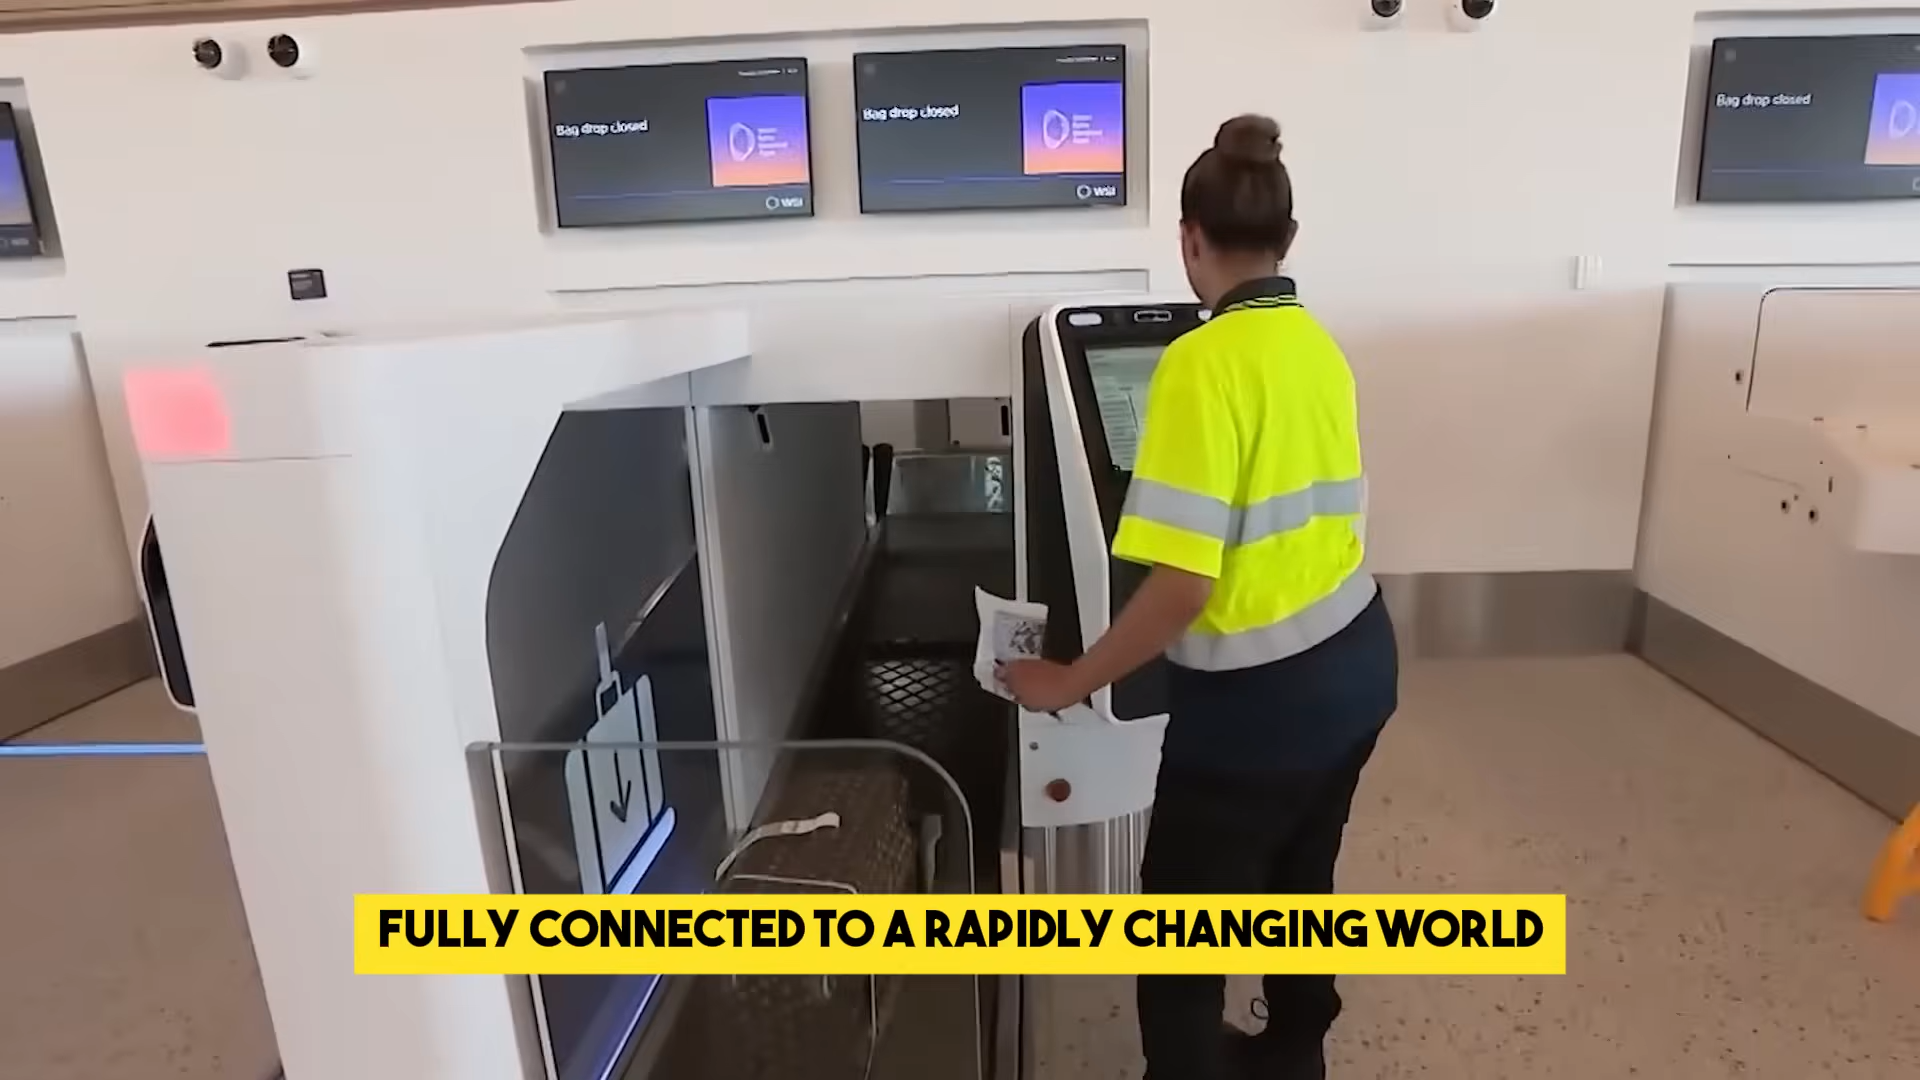 Bag drop closed
WSI
Bag drop closed
WSI
Bag drop closed
FULLY CONNECTED TO A RAPIDLY CHANGING WORLD